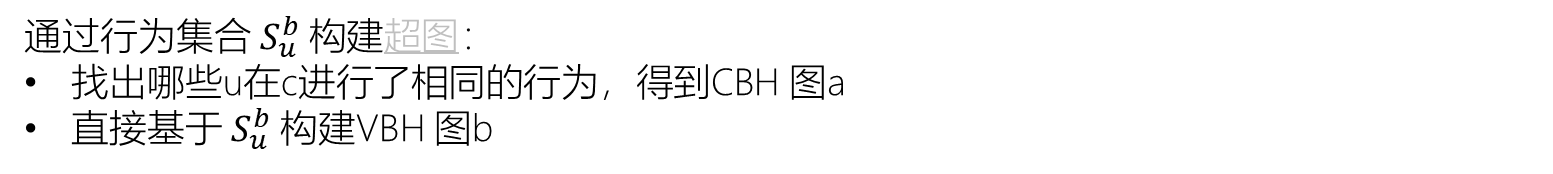 通过行为集合 $S_u^b$ 构建超图：
• 找出哪些u在c进行了相同的行为，得到CBH 图a
• 直接基于 $S_u^b$ 构建VBH 图b